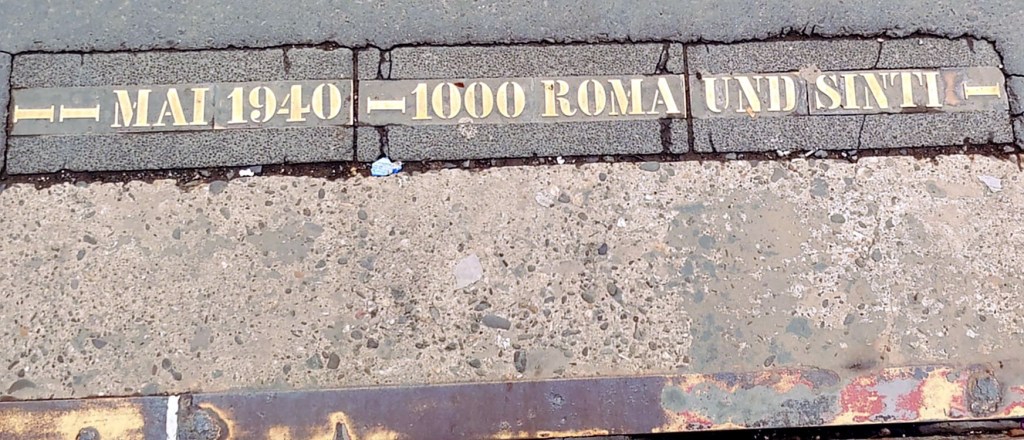 MAI 1940 – 1000 ROMA UND SINTI